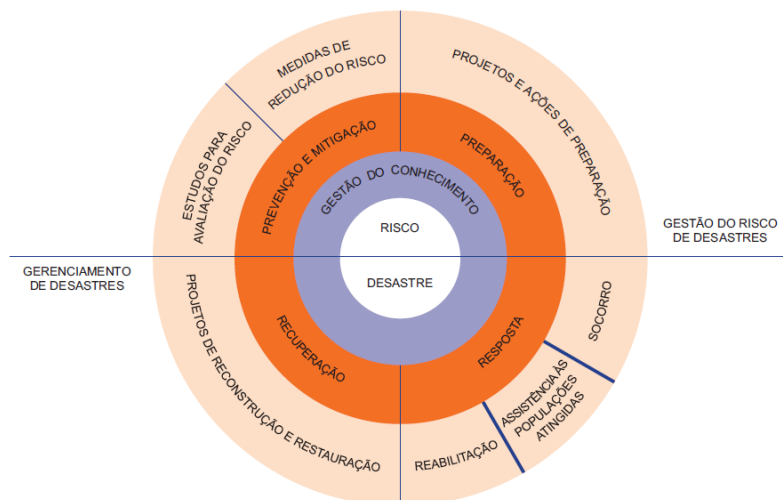 MEDIDAS DE
REDUÇÃO DO RISCO
PROJETOS E AÇÕES DE PREPARAÇÃO
ESTUDOS PARA
AVALIAÇÃO DO RISCO
PREVENÇÃO E MITIGAÇÃO
PREPARAÇÃO
GESTÃO DO CONHECIMENTO
RISCO
GESTÃO DO RISCO
DE DESASTRES
GERENCIAMENTO
DE DESASTRES
DESASTRE
PROJETOS DE RECONSTRUÇÃO E RESTAURAÇÃO
RECUPERAÇÃO
RESPOSTA
SOCORRO
ASSISTÊNCIA ÀS
POPULAÇÕES
ATINGIDAS
REABILITAÇÃO